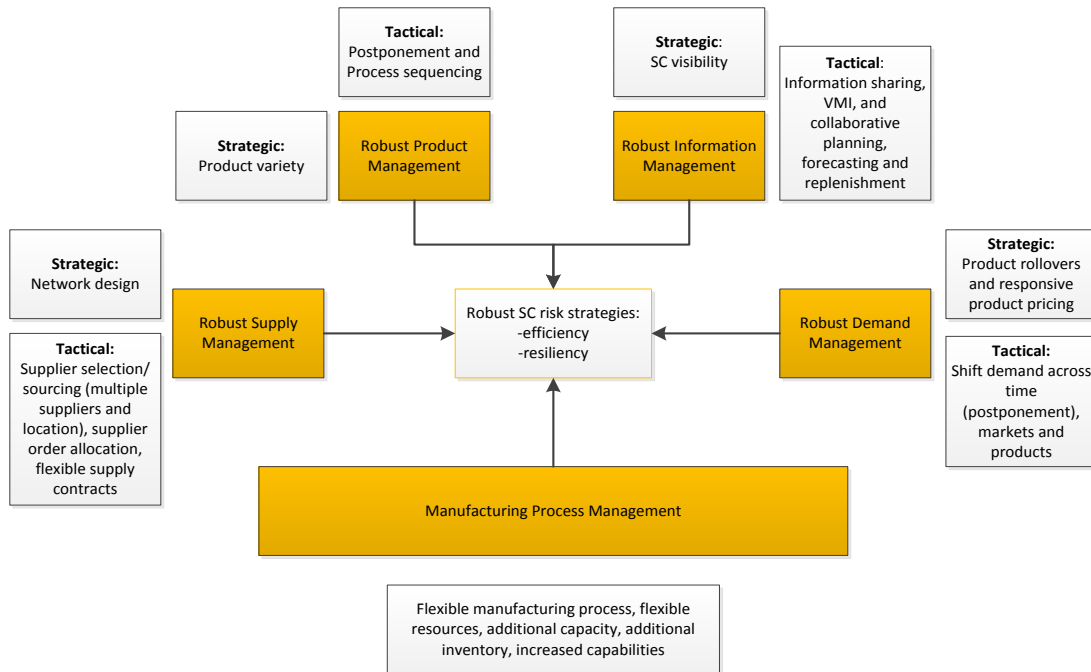 Tactical:
Postponement and
Process sequencing
Strategic:
SC visibility
Tactical:
Information sharing,
VMI, and
collaborative
planning,
forecasting and
replenishment
Strategic:
Product variety
Robust Product
Management
Robust Information
Management
Strategic:
Network design
Strategic:
Product rollovers
and responsive
product pricing
Robust Supply
Management
Robust SC risk strategies:
-efficiency
-resiliency
Robust Demand
Management
Tactical:
Supplier selection/
sourcing (multiple
suppliers and
location), supplier
order allocation,
flexible supply
contracts
Tactical:
Shift demand across
time
(postponement),
markets and
products
Manufacturing Process Management
Flexible manufacturing process, flexible
resources, additional capacity, additional
inventory, increased capabilities